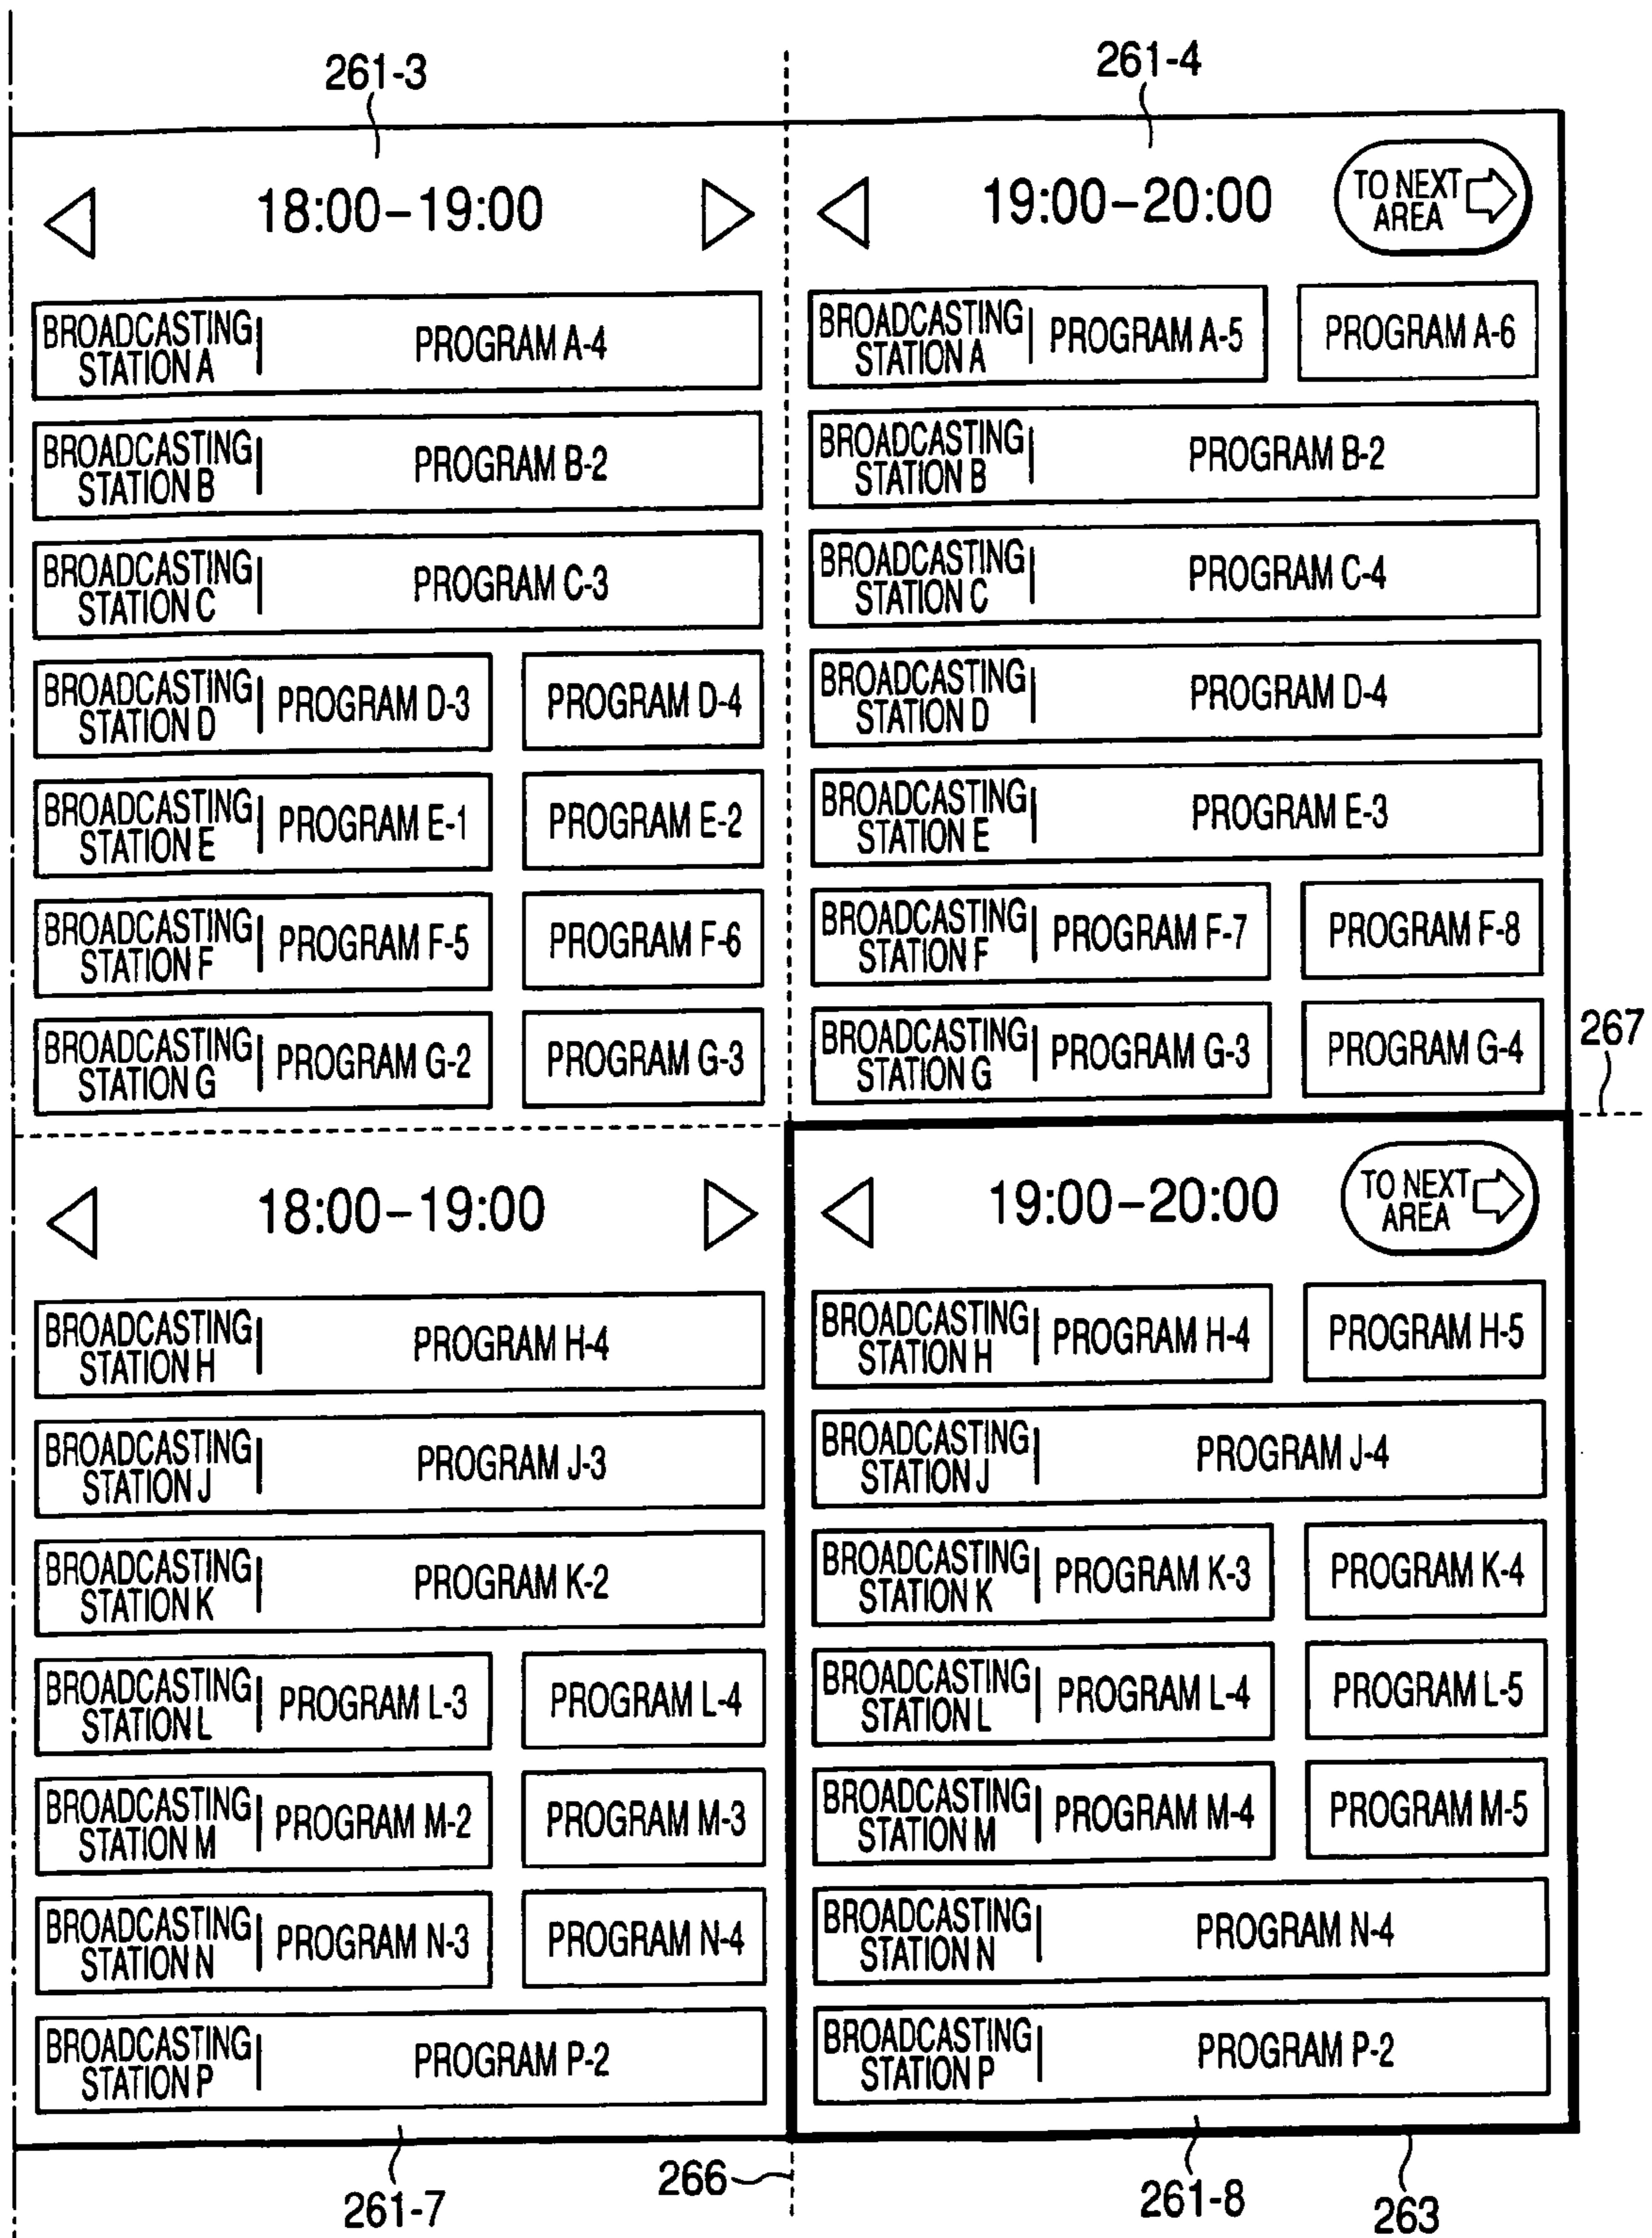 261-3
261-4
18:00-19:00
19:00-20:00
TO NEXT
AREA
BROADCASTING
STATION A
PROGRAM A-4
BROADCASTING
STATION A
PROGRAM A-5
PROGRAM A-6
BROADCASTING
STATION B
PROGRAM B-2
BROADCASTING
STATION B
PROGRAM B-2
BROADCASTING
STATION C
PROGRAM C-3
BROADCASTING
STATION C
PROGRAM C-4
BROADCASTING
STATION D
PROGRAM D-3
PROGRAM D-4
BROADCASTING
STATION D
PROGRAM D-4
BROADCASTING
STATION E
PROGRAM E-1
PROGRAM E-2
BROADCASTING
STATION E
PROGRAM E-3
BROADCASTING
STATION F
PROGRAM F-5
PROGRAM F-6
BROADCASTING
STATION F
PROGRAM F-7
PROGRAM F-8
BROADCASTING
STATION G
PROGRAM G-2
PROGRAM G-3
BROADCASTING
STATION G
PROGRAM G-3
PROGRAM G-4
267
18:00-19:00
19:00-20:00
TO NEXT
AREA
BROADCASTING
STATION H
PROGRAM H-4
BROADCASTING
STATION H
PROGRAM H-4
PROGRAM H-5
BROADCASTING
STATION J
PROGRAM J-3
BROADCASTING
STATION J
PROGRAM J-4
BROADCASTING
STATION K
PROGRAM K-2
BROADCASTING
STATION K
PROGRAM K-3
PROGRAM K-4
BROADCASTING
STATION L
PROGRAM L-3
PROGRAM L-4
BROADCASTING
STATION L
PROGRAM L-4
PROGRAM L-5
BROADCASTING
STATION M
PROGRAM M-2
PROGRAM M-3
BROADCASTING
STATION M
PROGRAM M-4
PROGRAM M-5
BROADCASTING
STATION N
PROGRAM N-3
PROGRAM N-4
BROADCASTING
STATION N
PROGRAM N-4
BROADCASTING
STATION P
PROGRAM P-2
BROADCASTING
STATION P
PROGRAM P-2
261-7
266
261-8
263